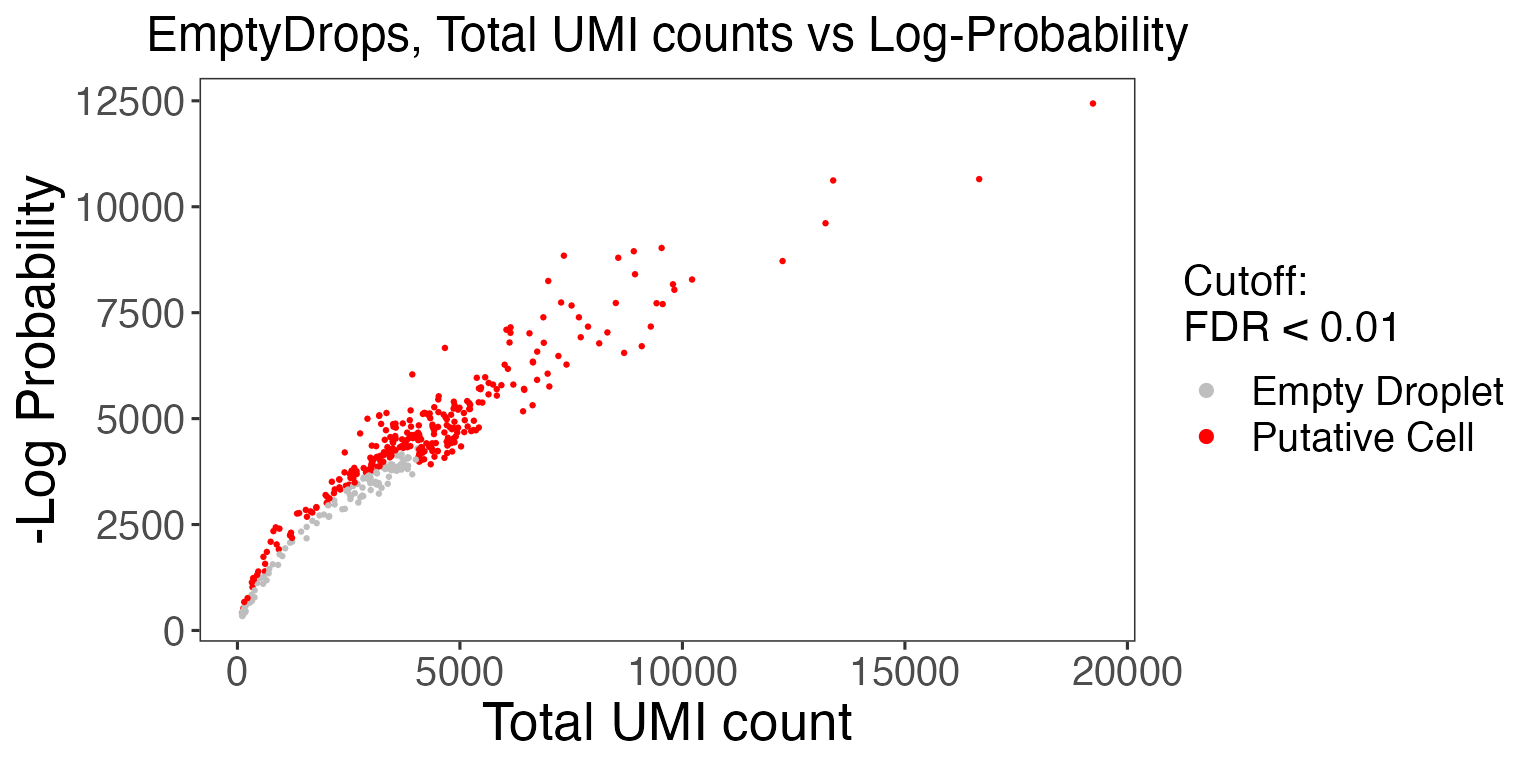 EmptyDrops, Total UMI counts vs Log-Probability
12500
10000
7500
5000
2500
0
-Log Probability
0 5000 10000 15000 20000
Total UMI count
Cutoff:
FDR < 0.01
Empty Droplet
Putative Cell